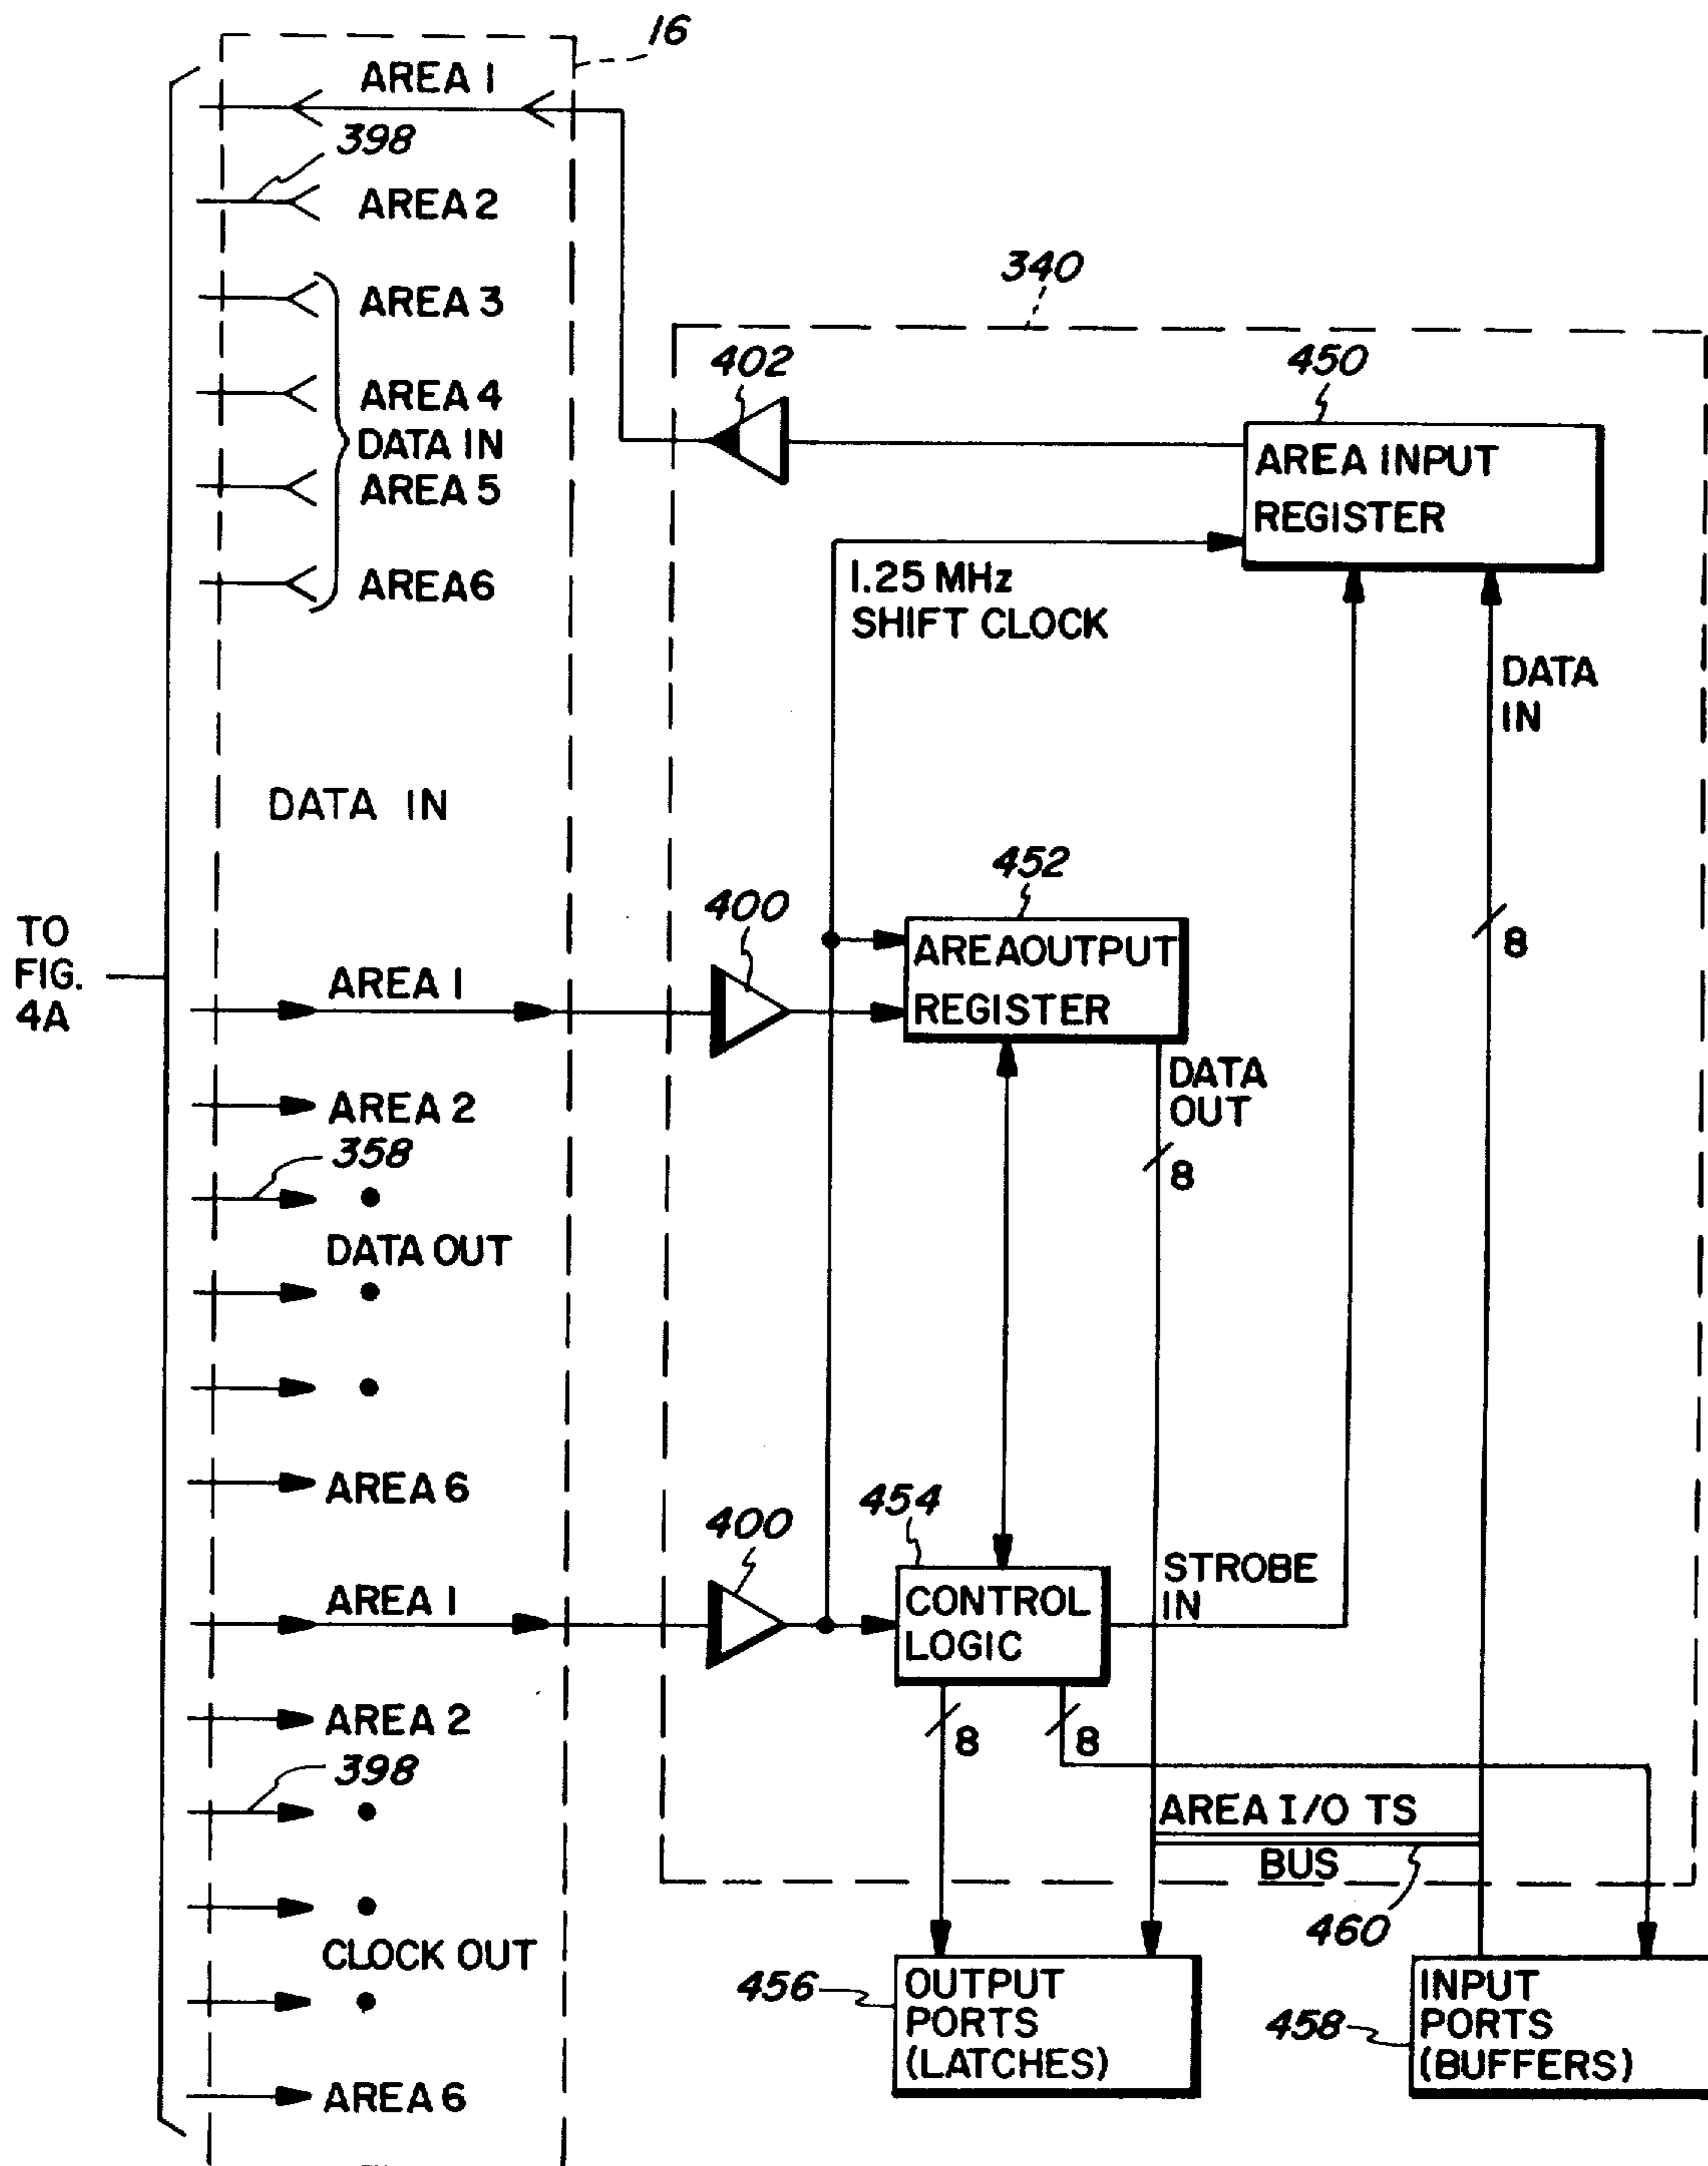 16
AREA 1
398
AREA 2
AREA 3
AREA 4
DATA IN
AREA 5
AREA 6
DATA IN
TO
FIG.
4A
AREA 1
AREA 2
358
DATA OUT
AREA 6
AREA 1
AREA 2
398
CLOCK OUT
AREA 6
340
402
450
AREA INPUT
REGISTER
1.25 MHz
SHIFT CLOCK
DATA
IN
8
400
452
AREAOUTPUT
REGISTER
DATA
OUT
8
400
454
CONTROL
LOGIC
STROBE
IN
8
8
AREA I/O TS
BUS
460
456
OUTPUT
PORTS
(LATCHES)
458
INPUT
PORTS
(BUFFERS)